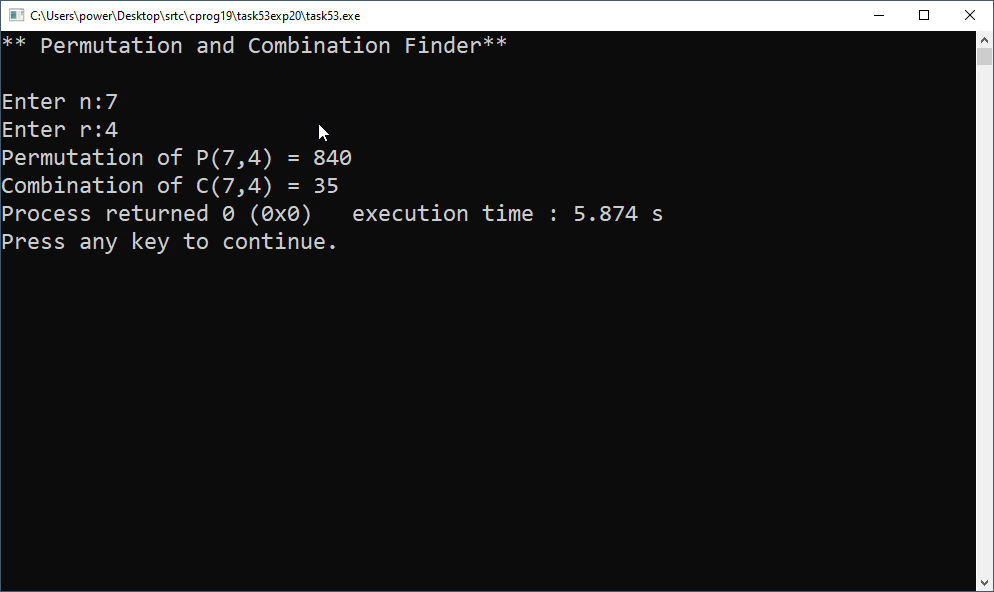 C:\Users\power\Desktop\srtc\cprog19\task53exp20\task53.exe
** Permutation and Combination Finder**
Enter n:7
Enter r:4
Permutation of P(7,4) = 840
Combination of C(7,4) = 35
Process returned 0 (0x0)   execution time : 5.874 s
Press any key to continue.